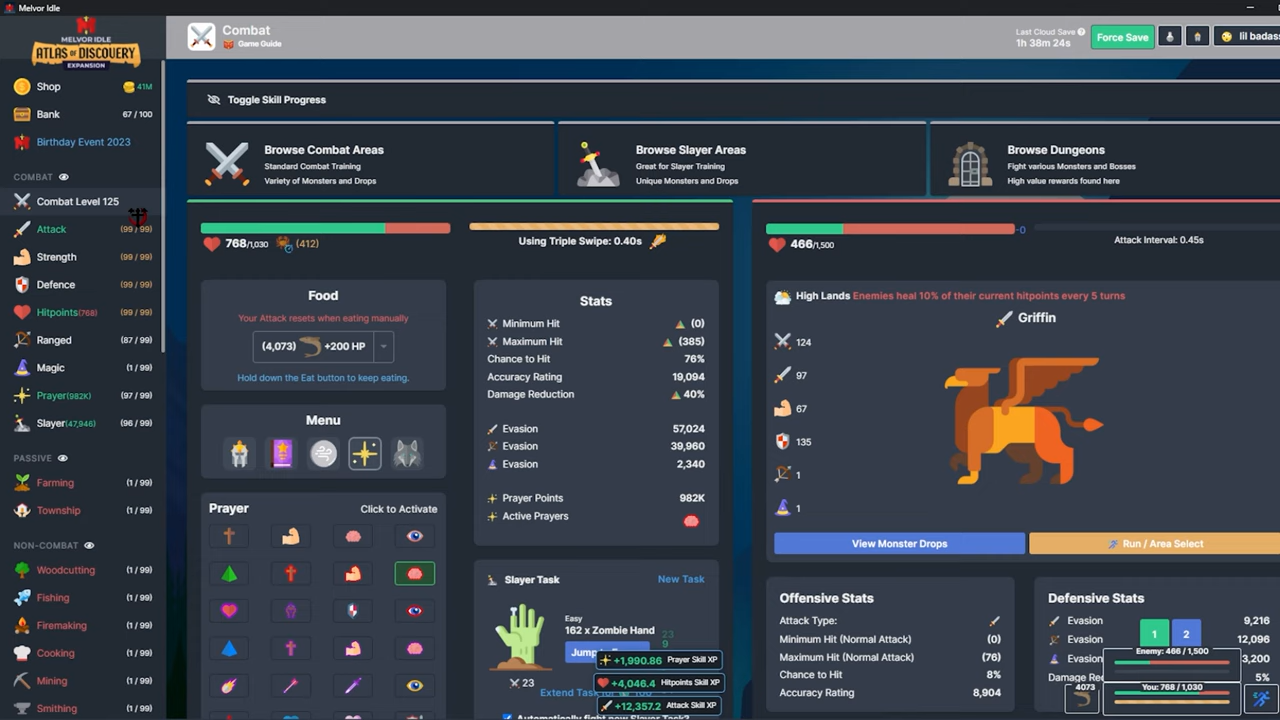 Melvor Idle
MELVOR IDLE
ATLAS OF DISCOVERY
EXPANSION
Shop
41M
Bank
67 / 100
Birthday Event 2023
COMBAT
Combat Level 125
Attack
(99 / 99)
Strength
(99 / 99)
Defence
(99 / 99)
Hitpoints(768)
(99 / 99)
Ranged
(87 / 99)
Magic
(1 / 99)
Prayer(982K)
(97 / 99)
Slayer(47,946)
(96 / 99)
PASSIVE
Farming
(1 / 99)
Township
(1 / 99)
NON-COMBAT
Woodcutting
(1 / 99)
Fishing
(1 / 99)
Firemaking
(1 / 99)
Cooking
(1 / 99)
Mining
(1 / 99)
Smithing
(1 / 99)
Combat
Game Guide
Last Cloud Save
1h 38m 24s
Force Save
lil badass
Toggle Skill Progress
Browse Combat Areas
Standard Combat Training
Variety of Monsters and Drops
Browse Slayer Areas
Great for Slayer Training
Unique Monsters and Drops
Browse Dungeons
Fight various Monsters and Bosses
High value rewards found here
768/1,030
(412)
Using Triple Swipe: 0.40s
Food
Your Attack resets when eating manually
(4,073) +200 HP
Hold down the Eat button to keep eating.
Menu
Prayer
Click to Activate
Stats
Minimum Hit
(0)
Maximum Hit
(385)
Chance to Hit
76%
Accuracy Rating
19,094
Damage Reduction
40%
Evasion
57,024
Evasion
39,960
Evasion
2,340
Prayer Points
982K
Active Prayers
Slayer Task
New Task
Easy
162 x Zombie Hand
23
9
23
+1,990.86 Prayer Skill XP
+4,046.4 Hitpoints Skill XP
+12,357.2 Attack Skill XP
-0
466/1,500
Attack Interval: 0.45s
High Lands Enemies heal 10% of their current hitpoints every 5 turns
Griffin
124
97
67
135
1
1
View Monster Drops
Run / Area Select
Offensive Stats
Attack Type:
Minimum Hit (Normal Attack)
(0)
Maximum Hit (Normal Attack)
(76)
Chance to Hit
8%
Accuracy Rating
8,904
Defensive Stats
Evasion
9,216
Evasion
12,096
Evasion
3,200
5%
1
2
Enemy: 466 / 1,500
4073
You: 768 / 1,030